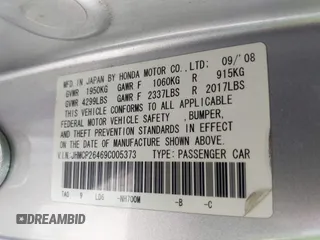 MFD. IN JAPAN BY HONDA MOTOR CO.,LTD; 09/'08
GVWR 1950KG GAWR F 1060KG R 915KG
GVWR 4299LBS GAWR F 2337LBS R 2017LBS
THIS VEHICLE CONFORMS TO ALL APPLICABLE
FEDERAL MOTOR VEHICLE SAFETY, BUMPER,
AND THEFT PREVENTION STANDARDS IN EFFECT
ON THE DATE OF MANUFACTURE SHOWN ABOVE.
V.I.N. JHMCP26469C005373 TYPE: PASSENGER CAR
NH700M -B -C
DREAMBID